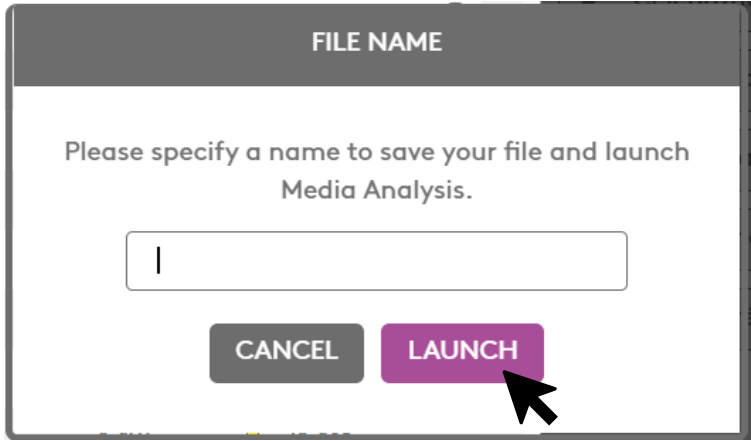 FILE NAME
Please specify a name to save your file and launch
Media Analysis.
CANCEL
LAUNCH